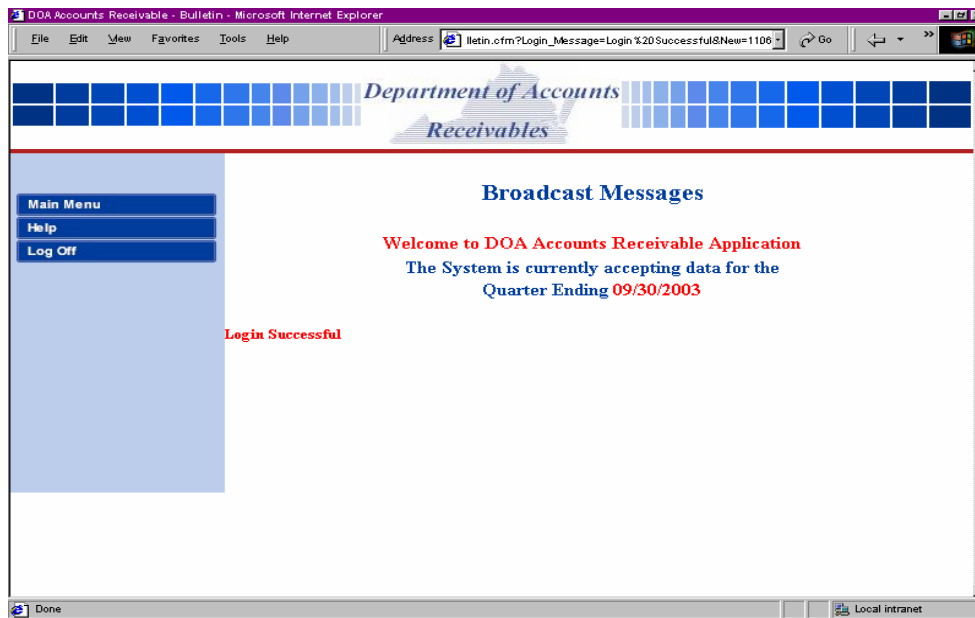 DOA Accounts Receivable - Bulletin - Microsoft Internet Explorer
File Edit View Favorites Tools Help Address lletin.cfm?Login_Message=Login%20Successful&New=1106 Go »
Department of Accounts
Receivables
Main Menu
Help
Log Off
Broadcast Messages
Welcome to DOA Accounts Receivable Application
The System is currently accepting data for the
Quarter Ending 09/30/2003
Login Successful
Done Local intranet